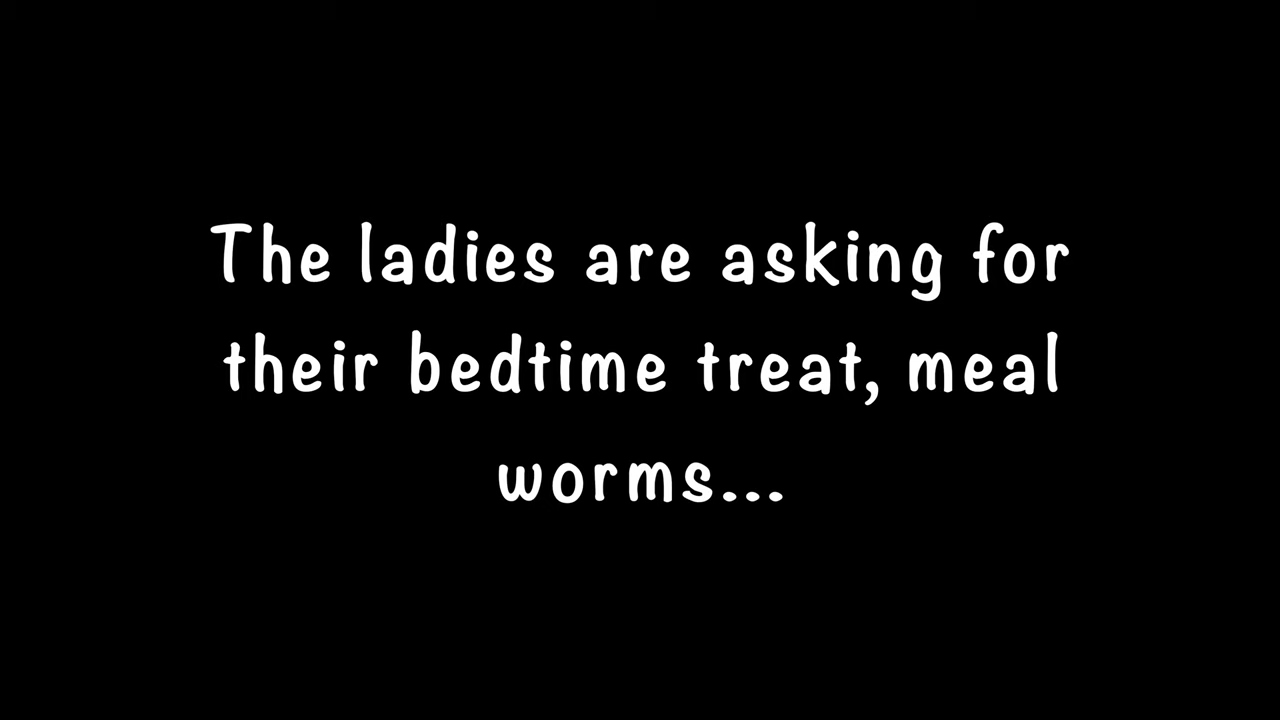 The ladies are asking for
their bedtime treat, meal
worms...